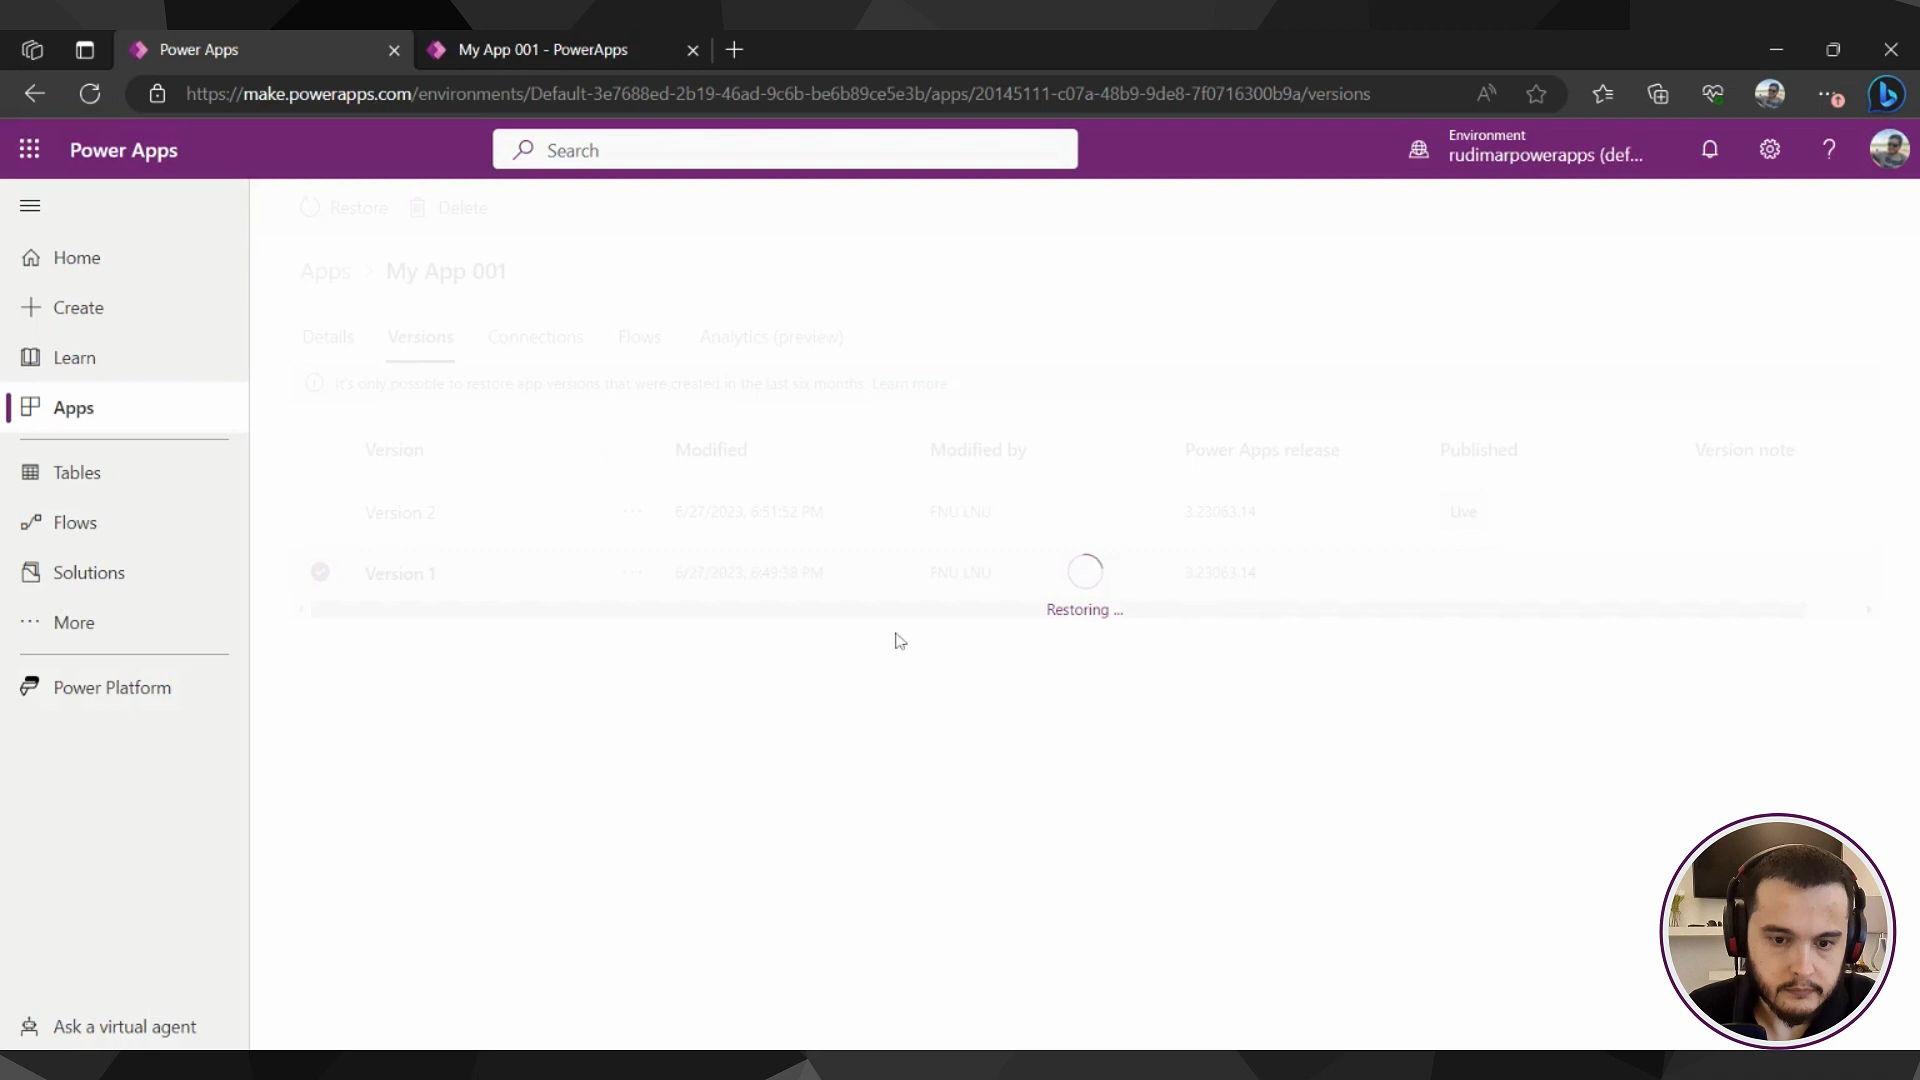 Power Apps
My App 001 - PowerApps
https://make.powerapps.com/environments/Default-3e7688ed-2b19-46ad-9c6b-be6b89ce5e3b/apps/20145111-c07a-48b9-9de8-7f0716300b9a/versions
Power Apps
Search
Environment
rudimarpowerapps (def...
Restore Delete
Home
Create
Learn
Apps
Tables
Flows
Solutions
More
Power Platform
Ask a virtual agent
Apps > My App 001
Details Versions Connections Flows Analytics (preview)
It's only possible to restore app versions that were created in the last six months. Learn more
Version Modified Modified by Power Apps release Published Version note
Version 2 ... 6/27/2023, 6:51:52 PM FNU LNU 3.23063.14 Live
Version 1 ... 6/27/2023, 6:49:38 PM FNU LNU 3.23063.14
Restoring ...